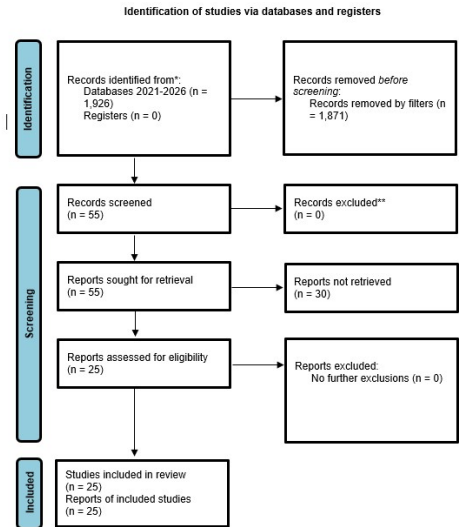 Identification of studies via databases and registers
Identification
Records identified from*:
Databases 2021-2026 (n =
1,926)
Registers (n = 0)
Records removed before
screening:
Records removed by filters (n
= 1,871)
Screening
Records screened
(n = 55)
Records excluded**
(n = 0)
Reports sought for retrieval
(n = 55)
Reports not retrieved
(n = 30)
Reports assessed for eligibility
(n = 25)
Reports excluded:
No further exclusions (n = 0)
Included
Studies included in review
(n = 25)
Reports of included studies
(n = 25)